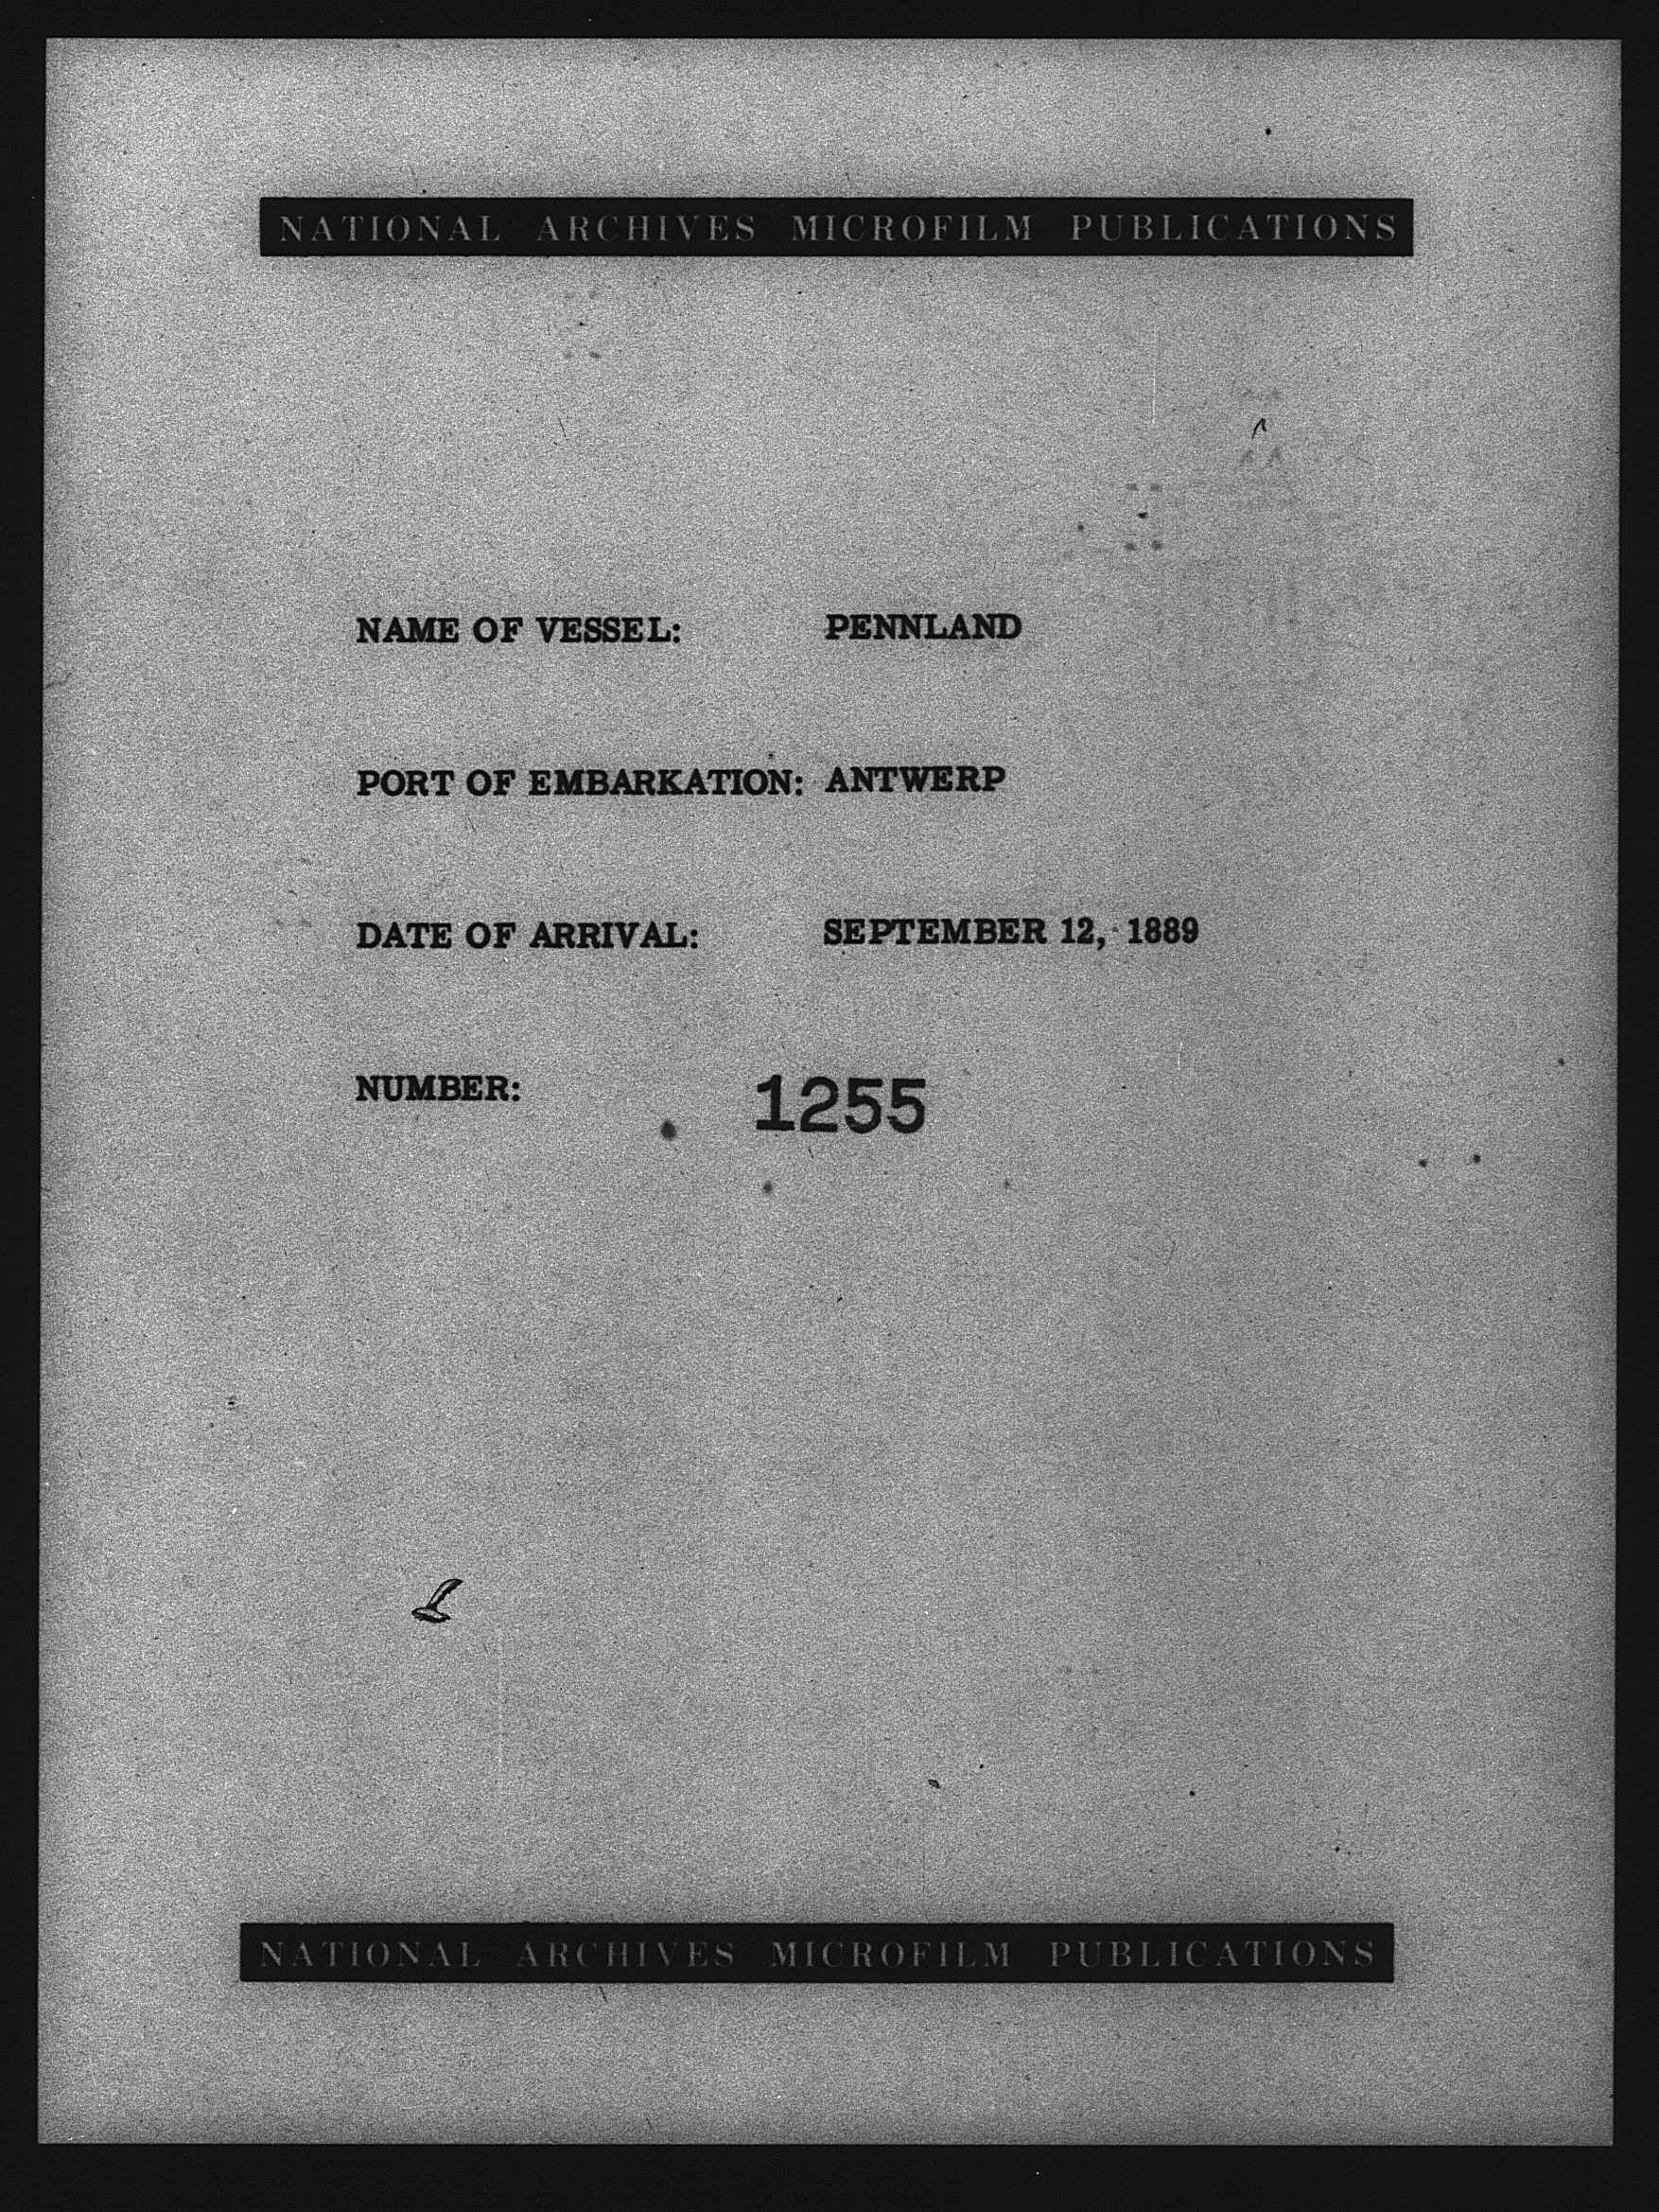 NATIONAL ARCHIVES MICROFILM PUBLICATIONS
NAME OF VESSEL: PENNLAND
PORT OF EMBARKATION: ANTWERP
DATE OF ARRIVAL: SEPTEMBER 12, 1889
NUMBER: 1255
NATIONAL ARCHIVES MICROFILM PUBLICATIONS